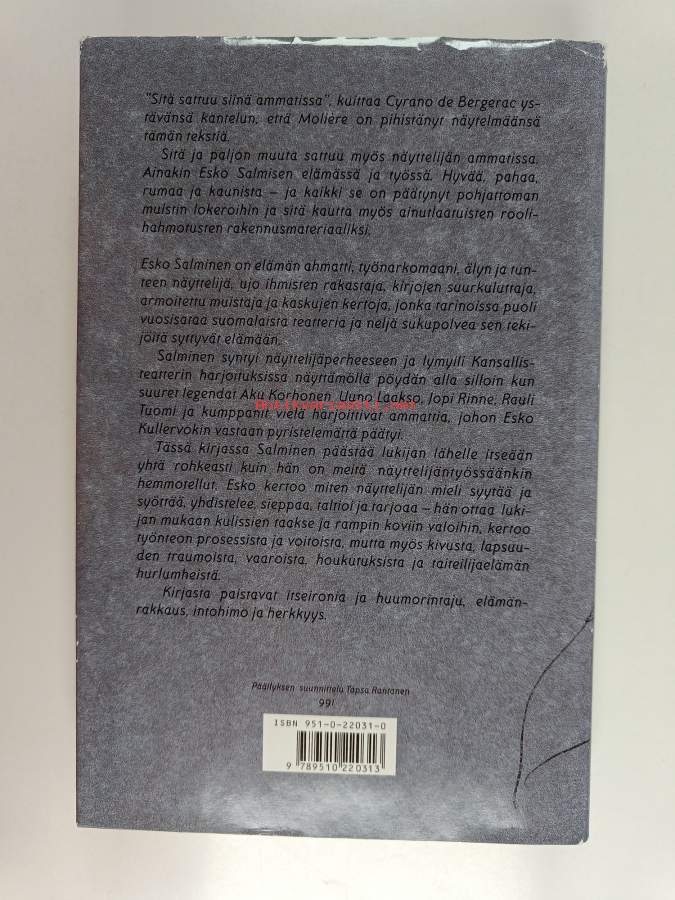 "Sitä sattuu siinä ammatissa", kuittaa Cyrano de Bergerac ys-
tävänsä kantelun, että Molière on pihistänyt näytelmäänsä
tämän tekstiä.
Sitä ja paljon muuta sattuu myös näyttelijän ammatissa.
Ainakin Esko Salmisen elämässä ja työssä. Hyvää, pahaa,
rumaa ja kaunista – ja kaikki se on päätynyt pohjattoman
muistin lokeroihin ja sitä kautta myös ainutlaatuisten rooli-
hahmotusten rakennusmateriaaliksi.
Esko Salminen on elämän ahmatti, työnarkomaani, älyn ja tun-
teen näyttelijä, ujo ihmisten rakastaja, kirjojen suurkuluttaja,
armoitettu muistaja ja kaskujen kertoja, jonka tarinoissa puoli
vuosisataa suomalaista teatteria ja neljä sukupolvea sen teki-
jöitä syttyvät elämään.
Salminen syntyi näyttelijäperheeseen ja lymyili Kansallis-
teatterin harjoituksissa näyttämöllä pöydän alla silloin kun
suuret legendat Aku Korhonen, Uuno Laakso, Jopi Rinne, Rauli
Tuomi ja kumppanit vielä harjoittivat ammattia, johon Esko
Kullervokin vastaan pyristelemättä päätyi.
Tässä kirjassa Salminen päästää lukijan lähelle itseään
yhtä rohkeasti kuin hän on meitä näyttelijäntyössäänkin
hemmotellut. Esko kertoo miten näyttelijän mieli syytää ja
syöttää, yhdistelee, sieppaa, taltioi ja tarjoaa – hän ottaa luki-
jan mukaan kulissien taakse ja rampin koviin valoihin, kertoo
työnteon prosessista ja voitoista, mutta myös kivusta, lapsuu-
den traumoista, vaaroista, houkutuksista ja taiteilijaelämän
hurlumheistä.
Kirjasta paistavat itseironia ja huumorintaju, elämän-
rakkaus, intohimo ja herkkyys.
Päällyksen suunnittelu Tapsa Rantanen
99.1
ISBN 951-0-22031-0
9 789510 220313